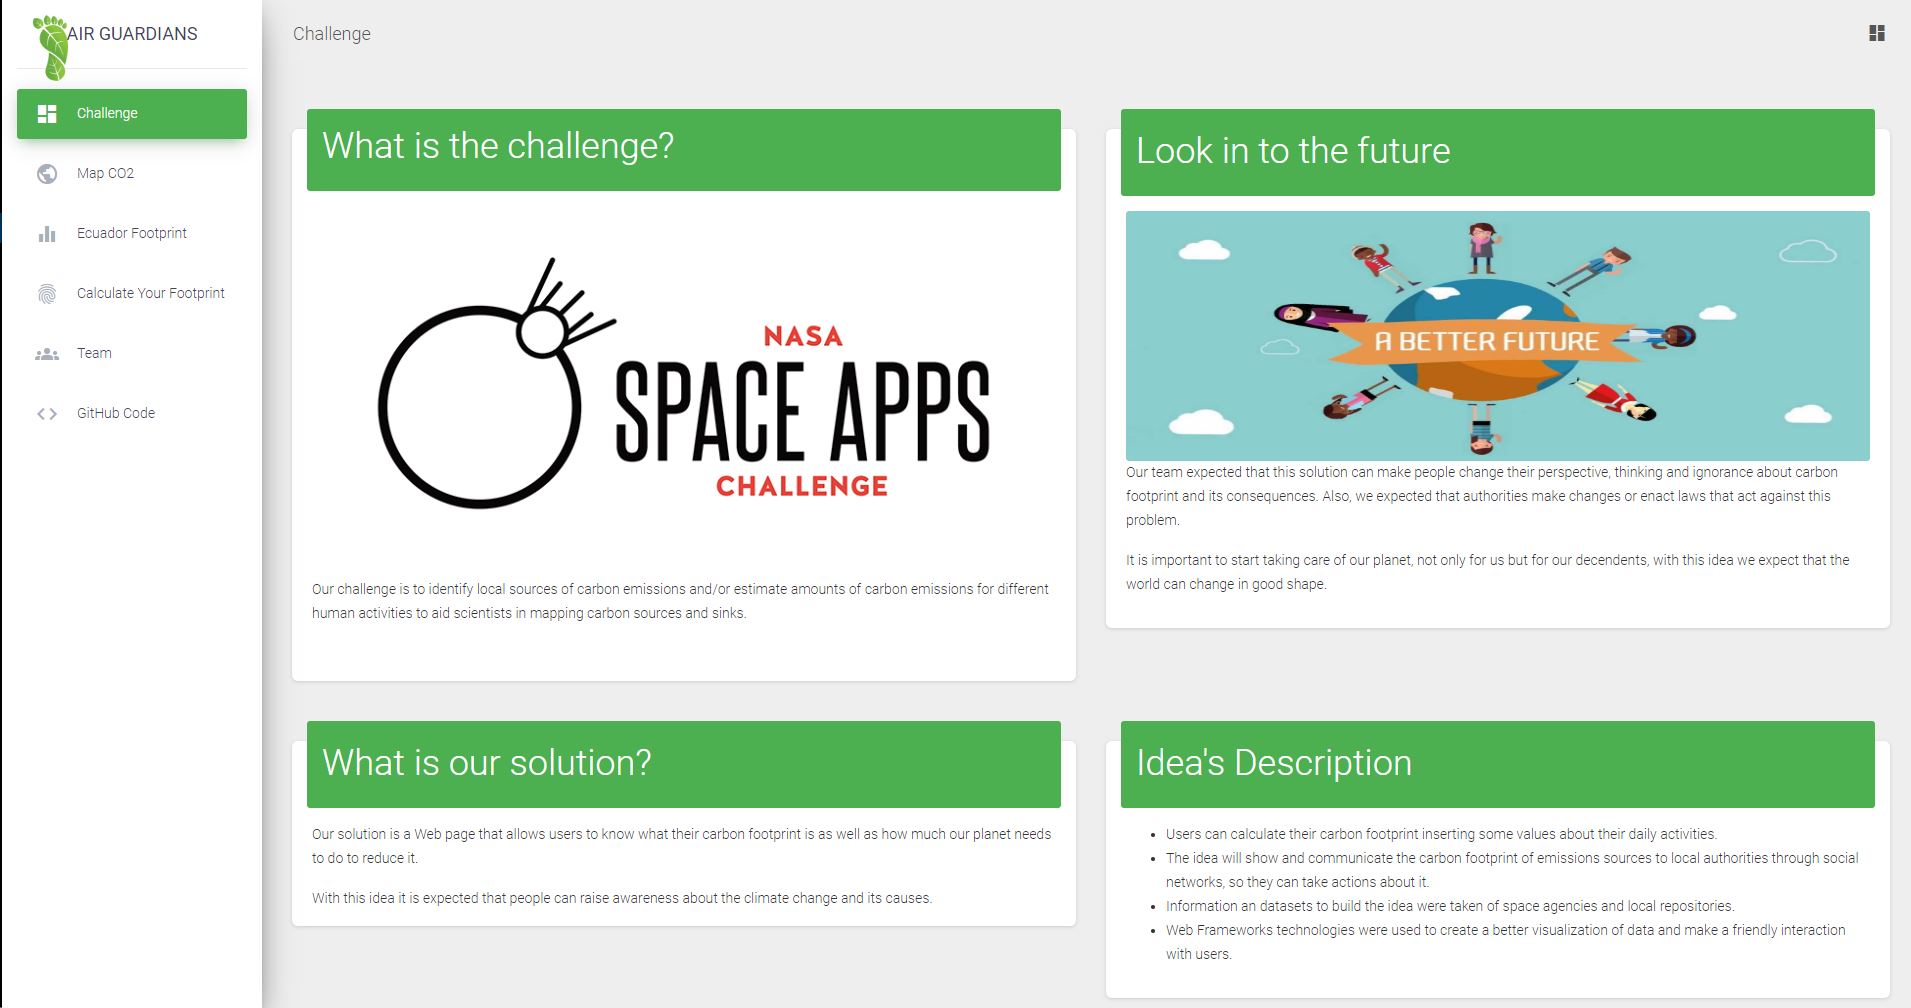 AIR GUARDIANS
Challenge
Map CO2
Ecuador Footprint
Calculate Your Footprint
Team
GitHub Code
Challenge
What is the challenge?
NASA
SPACE APPS
CHALLENGE
Our challenge is to identify local sources of carbon emissions and/or estimate amounts of carbon emissions for different
human activities to aid scientists in mapping carbon sources and sinks.
Look in to the future
A BETTER FUTURE
Our team expected that this solution can make people change their perspective, thinking and ignorance about carbon
footprint and its consequences. Also, we expected that authorities make changes or enact laws that act against this
problem.
It is important to start taking care of our planet, not only for us but for our decendents, with this idea we expect that the
world can change in good shape.
What is our solution?
Our solution is a Web page that allows users to know what their carbon footprint is as well as how much our planet needs
to do to reduce it.
With this idea it is expected that people can raise awareness about the climate change and its causes.
Idea's Description
Users can calculate their carbon footprint inserting some values about their daily activities.
The idea will show and communicate the carbon footprint of emissions sources to local authorities through social
networks, so they can take actions about it.
Information an datasets to build the idea were taken of space agencies and local repositories.
Web Frameworks technologies were used to create a better visualization of data and make a friendly interaction
with users.